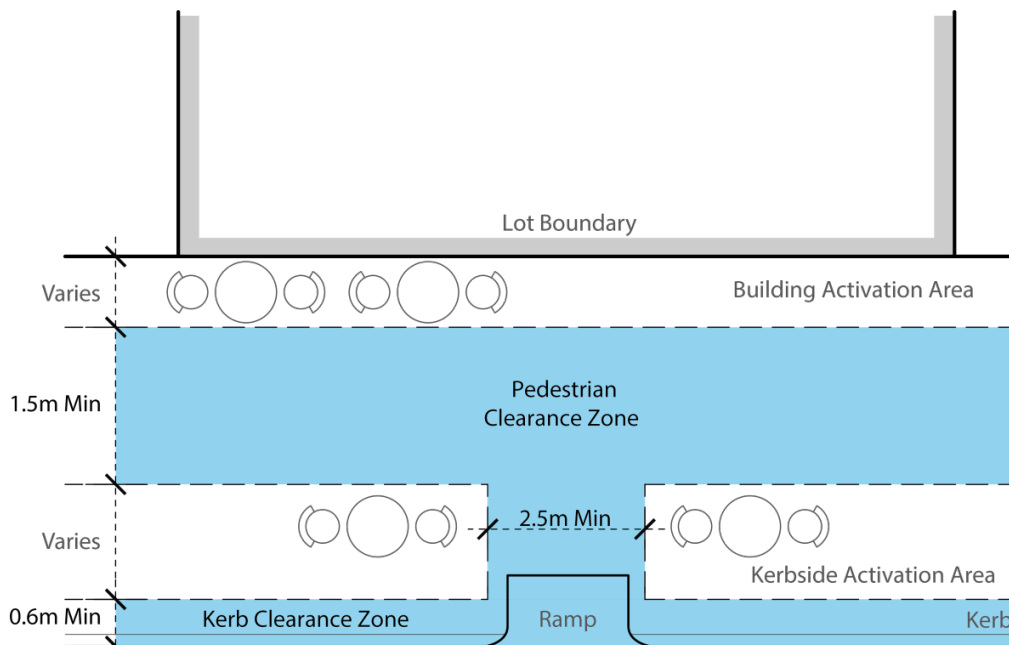 Lot Boundary
Varies
Building Activation Area
1.5m Min
Pedestrian
Clearance Zone
2.5m Min
Varies
Kerbside Activation Area
0.6m Min
Kerb Clearance Zone
Ramp
Kerb